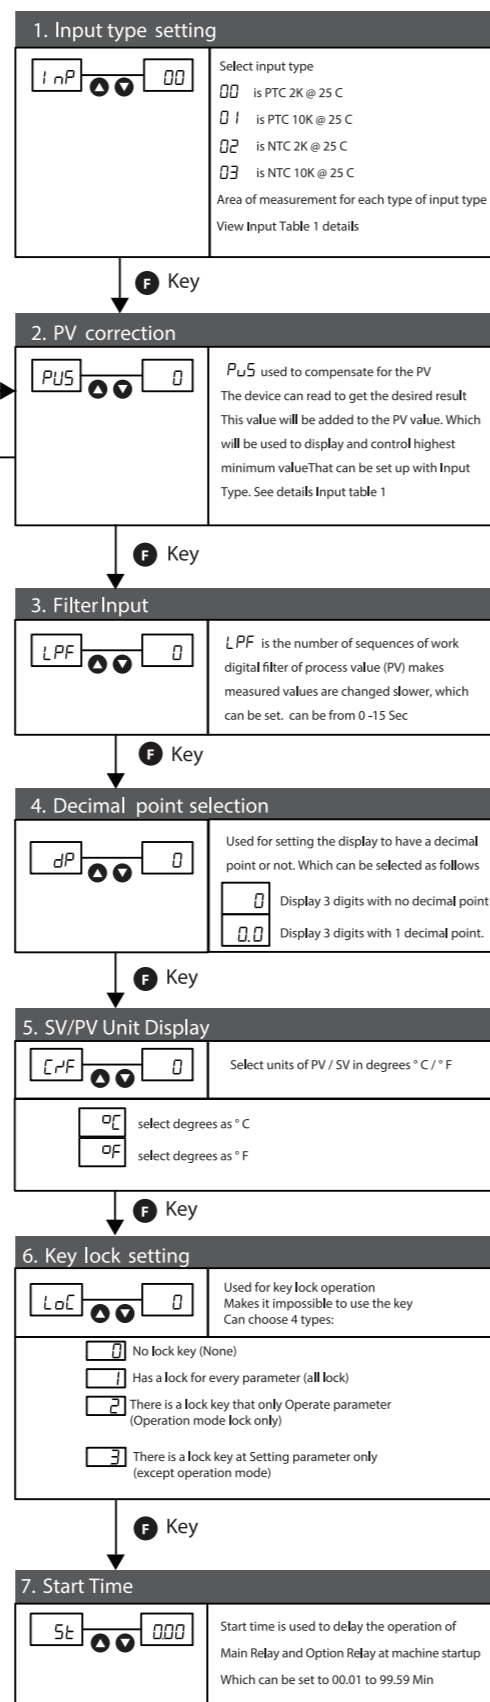 1. Input type setting
InP 00
Select input type
00 is PTC 2K @ 25 C
01 is PTC 10K @ 25 C
02 is NTC 2K @ 25 C
03 is NTC 10K @ 25 C
Area of measurement for each type of input type
View Input Table 1 details
F Key
2. PV correction
PUS 0
PuS used to compensate for the PV
The device can read to get the desired result
This value will be added to the PV value. Which
will be used to display and control highest
minimum valueThat can be set up with Input
Type. See details Input table 1
F Key
3. Filter Input
LPF 0
LPF is the number of sequences of work
digital filter of process value (PV) makes
measured values are changed slower, which
can be set. can be from 0 -15 Sec
F Key
4. Decimal point selection
dP 0
Used for setting the display to have a decimal
point or not. Which can be selected as follows
0 Display 3 digits with no decimal point
0.0 Display 3 digits with 1 decimal point.
F Key
5. SV/PV Unit Display
C/F 0
Select units of PV / SV in degrees ° C / ° F
°C select degrees as ° C
°F select degrees as ° F
F Key
6. Key lock setting
LoC 0
Used for key lock operation
Makes it impossible to use the key
Can choose 4 types:
0 No lock key (None)
1 Has a lock for every parameter (all lock)
2 There is a lock key that only Operate parameter
(Operation mode lock only)
3 There is a lock key at Setting parameter only
(except operation mode)
F Key
7. Start Time
St 0.00
Start time is used to delay the operation of
Main Relay and Option Relay at machine startup
Which can be set to 00.01 to 99.59 Min